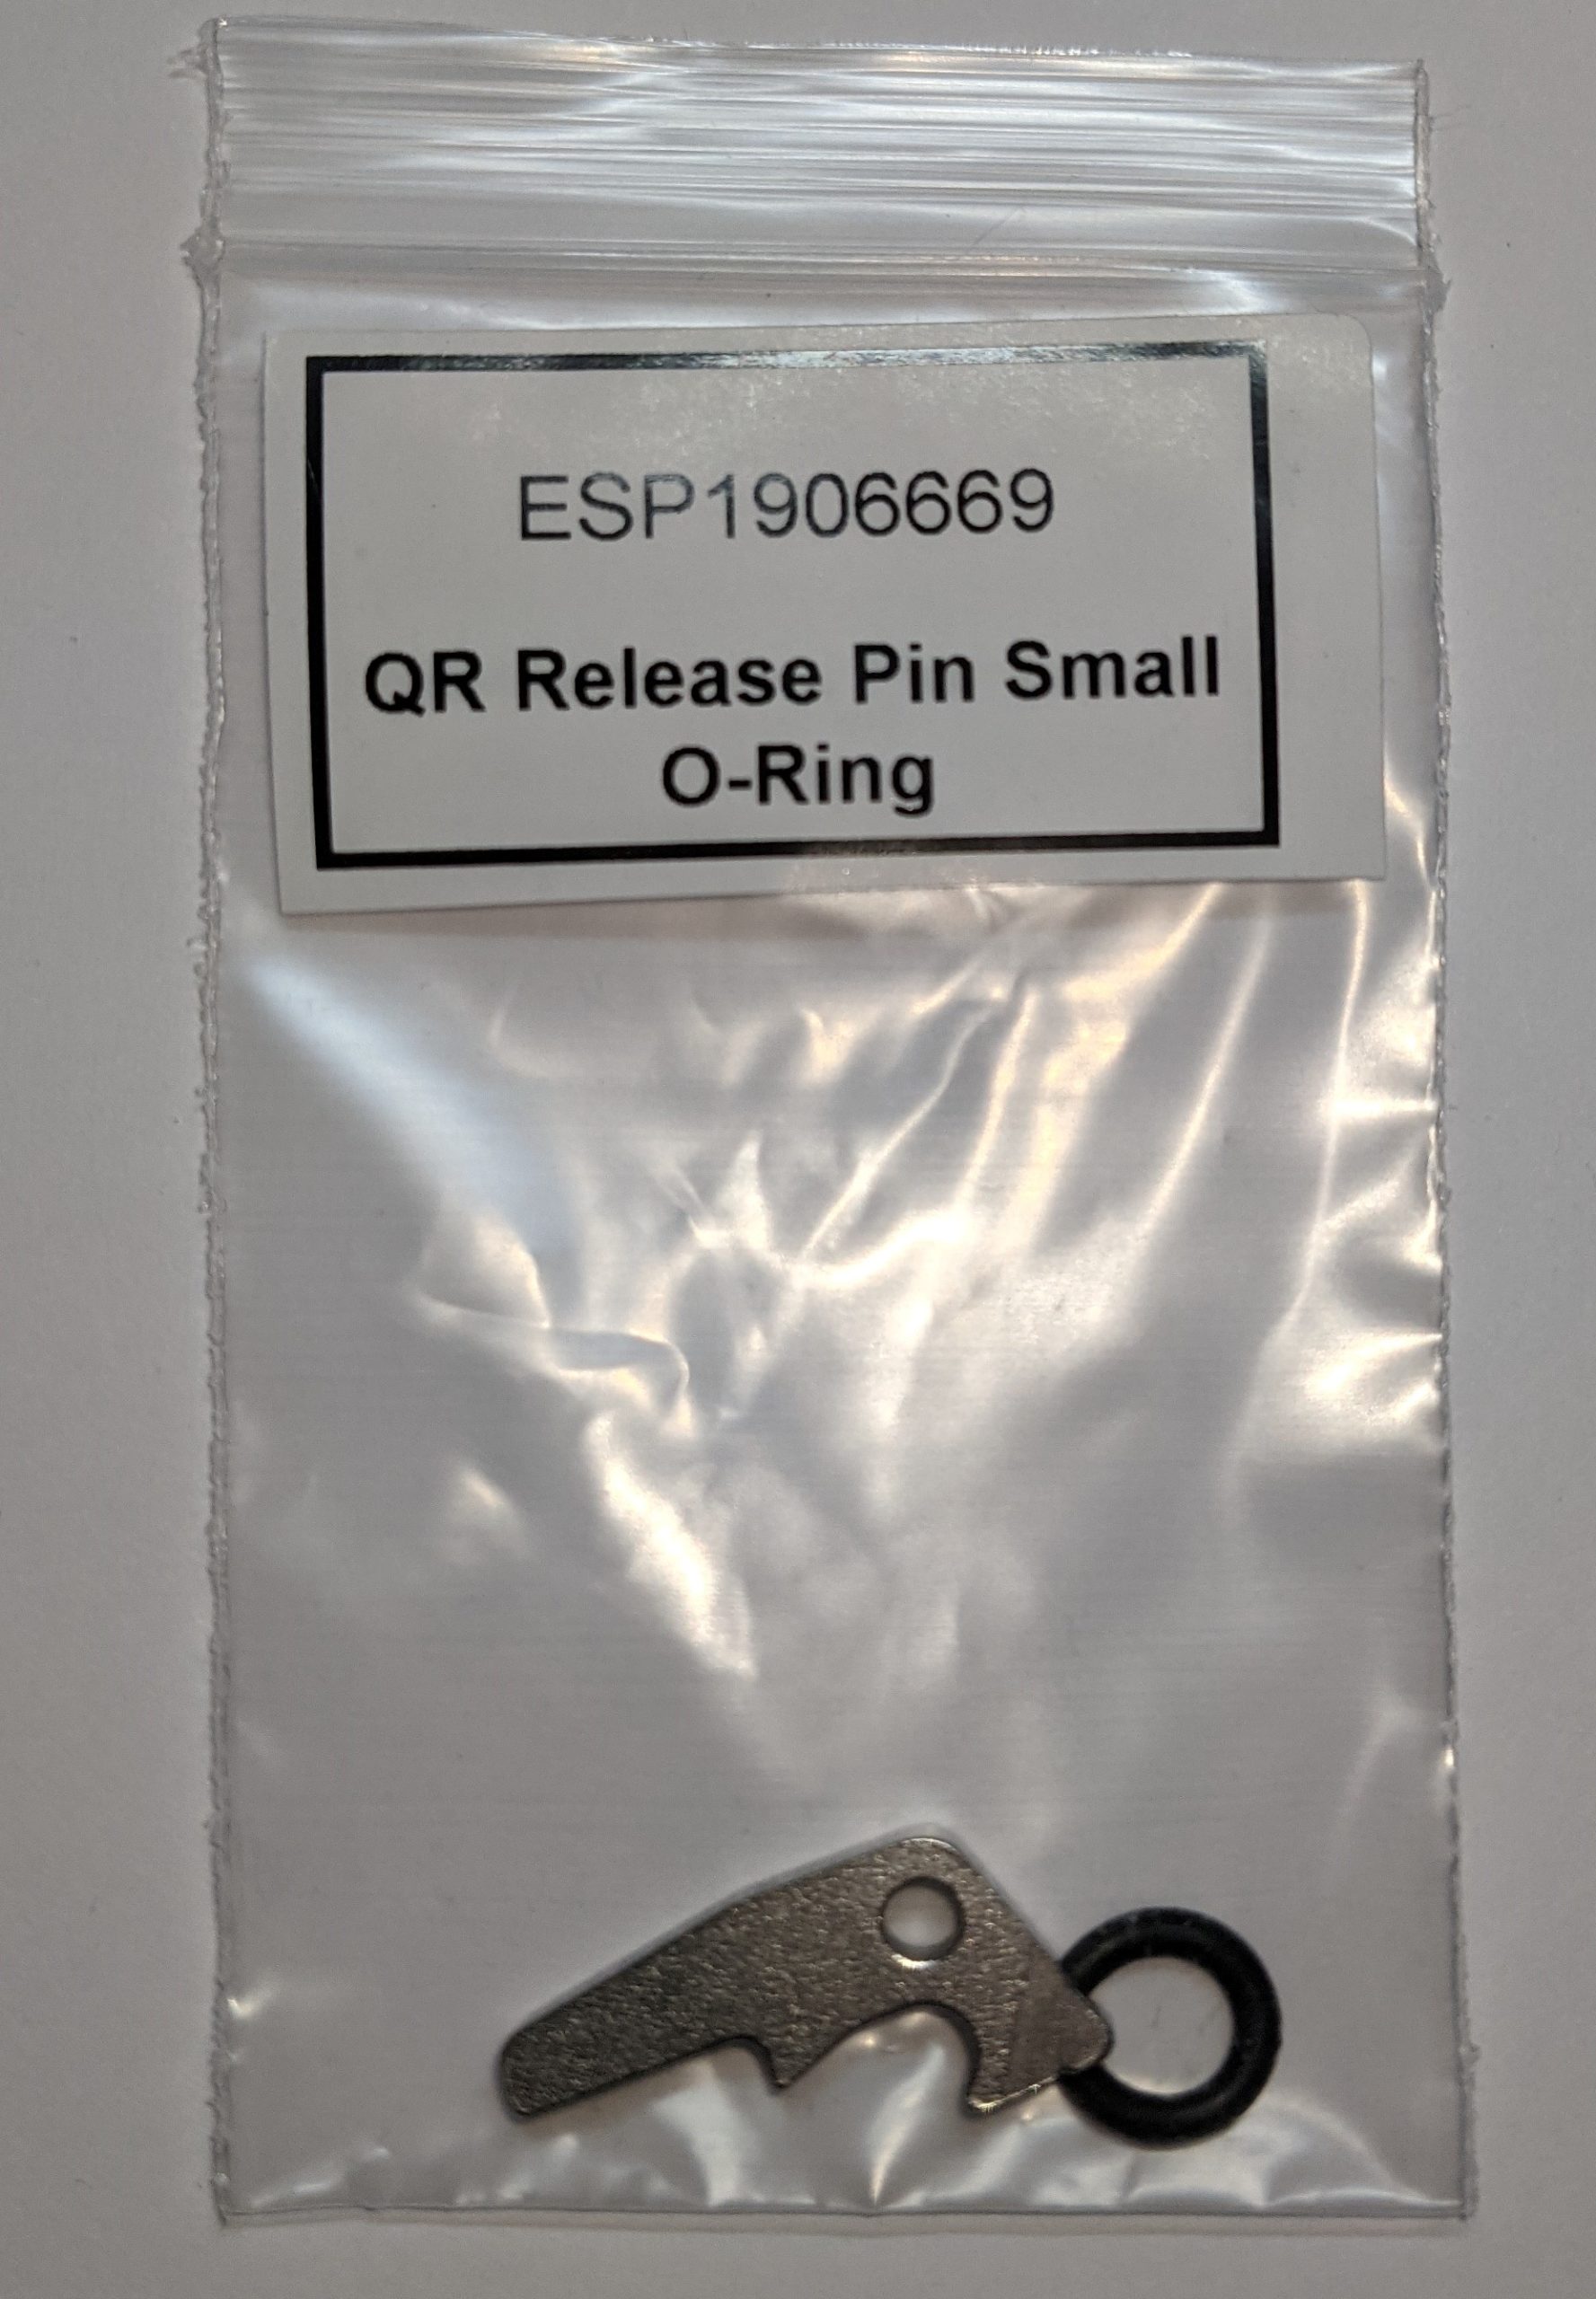 ESP1906669
QR Release Pin Small
O-Ring